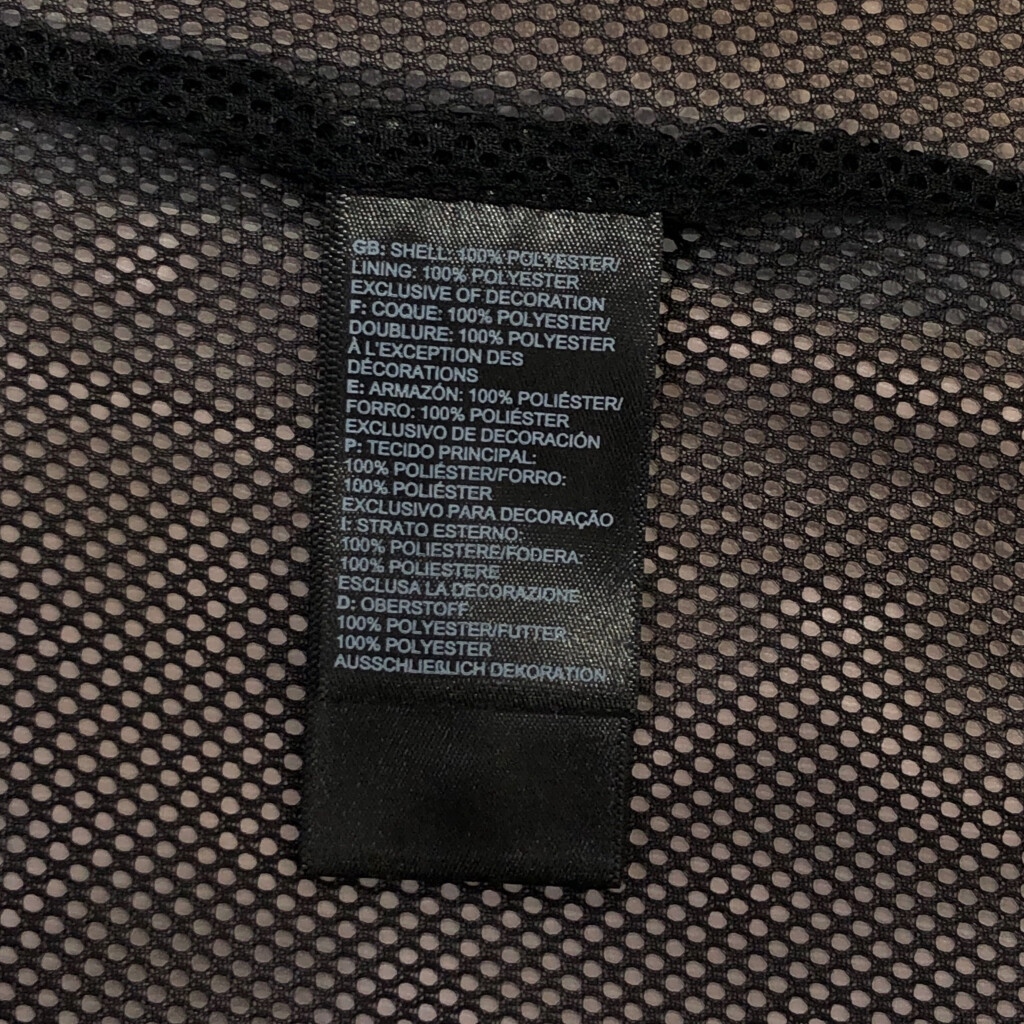 GB: SHELL: 100% POLYESTER/
LINING: 100% POLYESTER
EXCLUSIVE OF DECORATION
F: COQUE: 100% POLYESTER/
DOUBLURE: 100% POLYESTER
À L'EXCEPTION DES
DÉCORATIONS
E: ARMAZÓN: 100% POLIÉSTER/
FORRO: 100% POLIÉSTER
EXCLUSIVO DE DECORACIÓN
P: TECIDO PRINCIPAL:
100% POLIÉSTER/FORRO:
100% POLIÉSTER
EXCLUSIVO PARA DECORAÇÃO
I: STRATO ESTERNO:
100% POLIESTERE/FODERA:
100% POLIESTERE
ESCLUSA LA DECORAZIONE
D: OBERSTOFF
100% POLYESTER/FUTTER:
100% POLYESTER
AUSSCHLIEßLICH DEKORATION